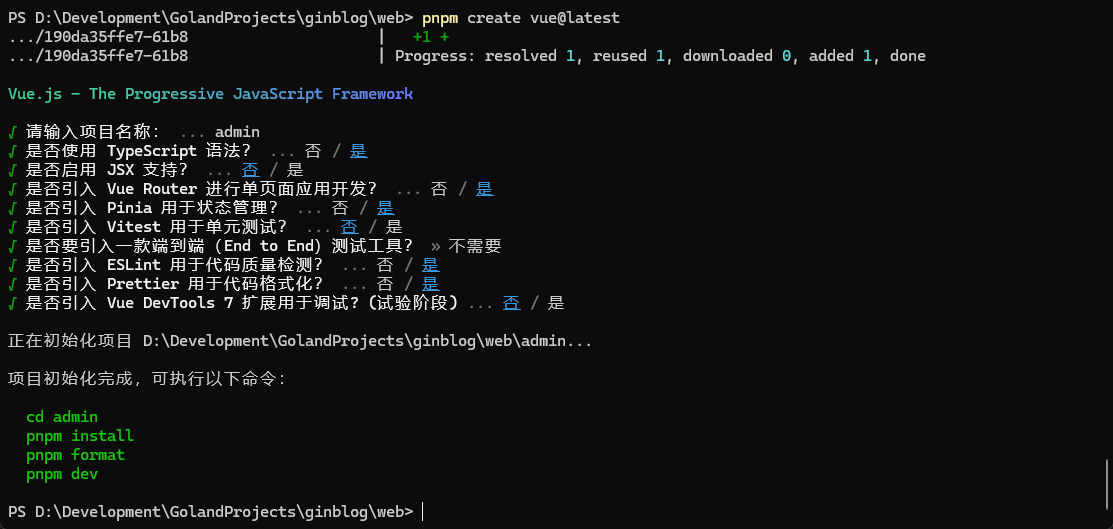 PS D:\Development\GolandProjects\ginblog\web> pnpm create vue@latest
.../190da35ffe7-61b8                     |   +1 +
.../190da35ffe7-61b8                     | Progress: resolved 1, reused 1, downloaded 0, added 1, done
Vue.js - The Progressive JavaScript Framework
√ 请输入项目名称： ... admin
√ 是否使用 TypeScript 语法？ ... 否 / 是
√ 是否启用 JSX 支持？ ... 否 / 是
√ 是否引入 Vue Router 进行单页面应用开发？ ... 否 / 是
√ 是否引入 Pinia 用于状态管理？ ... 否 / 是
√ 是否引入 Vitest 用于单元测试？ ... 否 / 是
√ 是否要引入一款端到端（End to End）测试工具？ » 不需要
√ 是否引入 ESLint 用于代码质量检测？ ... 否 / 是
√ 是否引入 Prettier 用于代码格式化？ ... 否 / 是
√ 是否引入 Vue DevTools 7 扩展用于调试？(试验阶段) ... 否 / 是
正在初始化项目 D:\Development\GolandProjects\ginblog\web\admin...
项目初始化完成，可执行以下命令：
cd admin
pnpm install
pnpm format
pnpm dev
PS D:\Development\GolandProjects\ginblog\web>